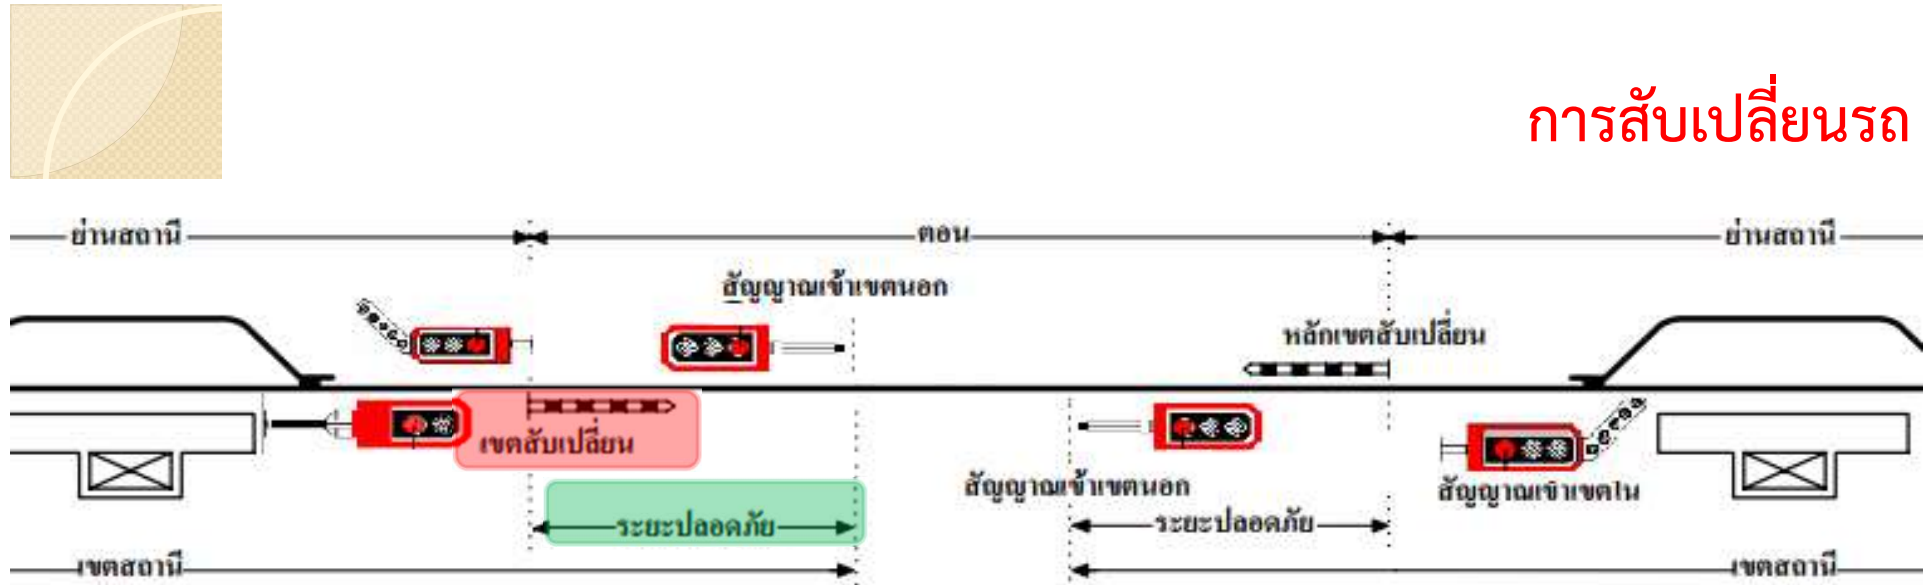 การสับเปลี่ยนรถ
ย่านสถานี ตอน ย่านสถานี
สัญญาณเข้าเขตนอก
หลักเขตสับเปลี่ยน
เขตสับเปลี่ยน
สัญญาณเข้าเขตนอก สัญญาณเข้าเขตใน
ระยะปลอดภัย ระยะปลอดภัย
เขตสถานี เขตสถานี